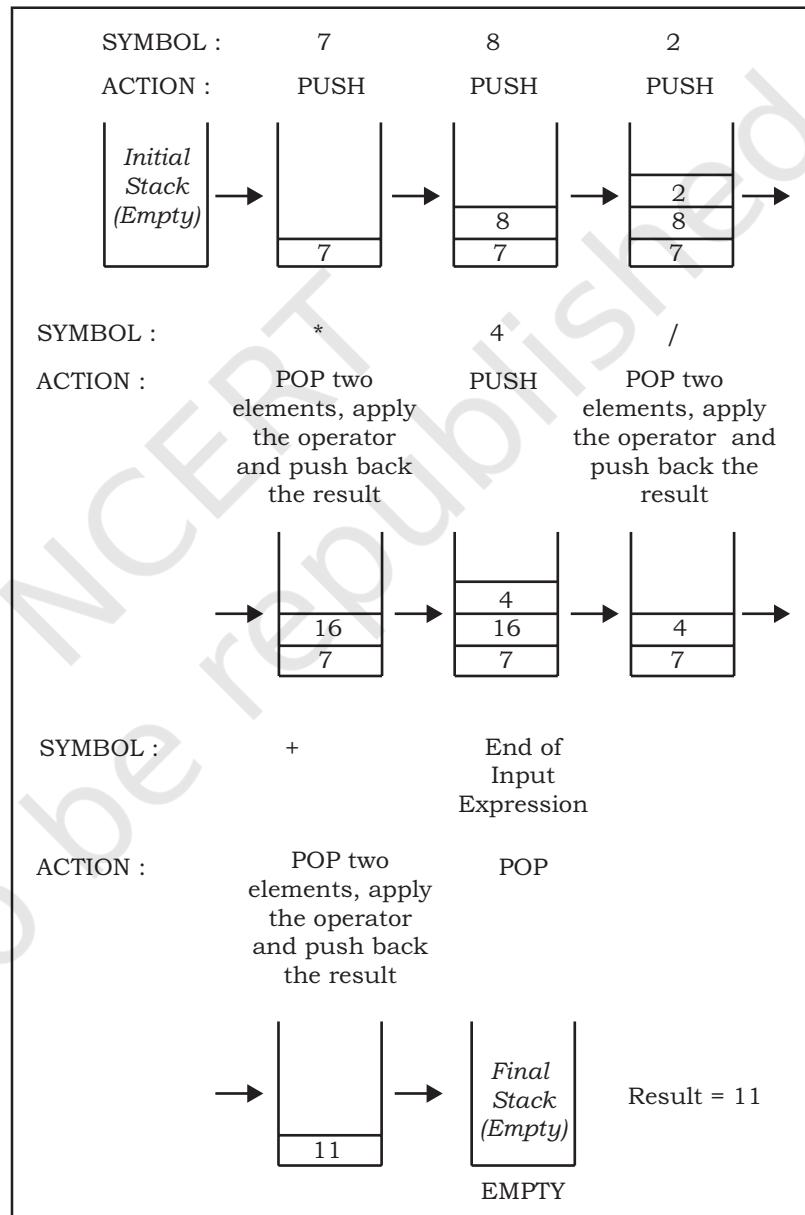 SYMBOL : 7 8 2
ACTION : PUSH PUSH PUSH
Initial
Stack
(Empty)
7
8
7
2
8
7
SYMBOL : * 4 /
ACTION : POP two elements, apply the operator and push back the result PUSH POP two elements, apply the operator and push back the result
16
7
4
16
7
4
7
SYMBOL : + End of Input Expression
ACTION : POP two elements, apply the operator and push back the result POP
11
Final
Stack
(Empty)
Result = 11
EMPTY
NCERT
o be republished